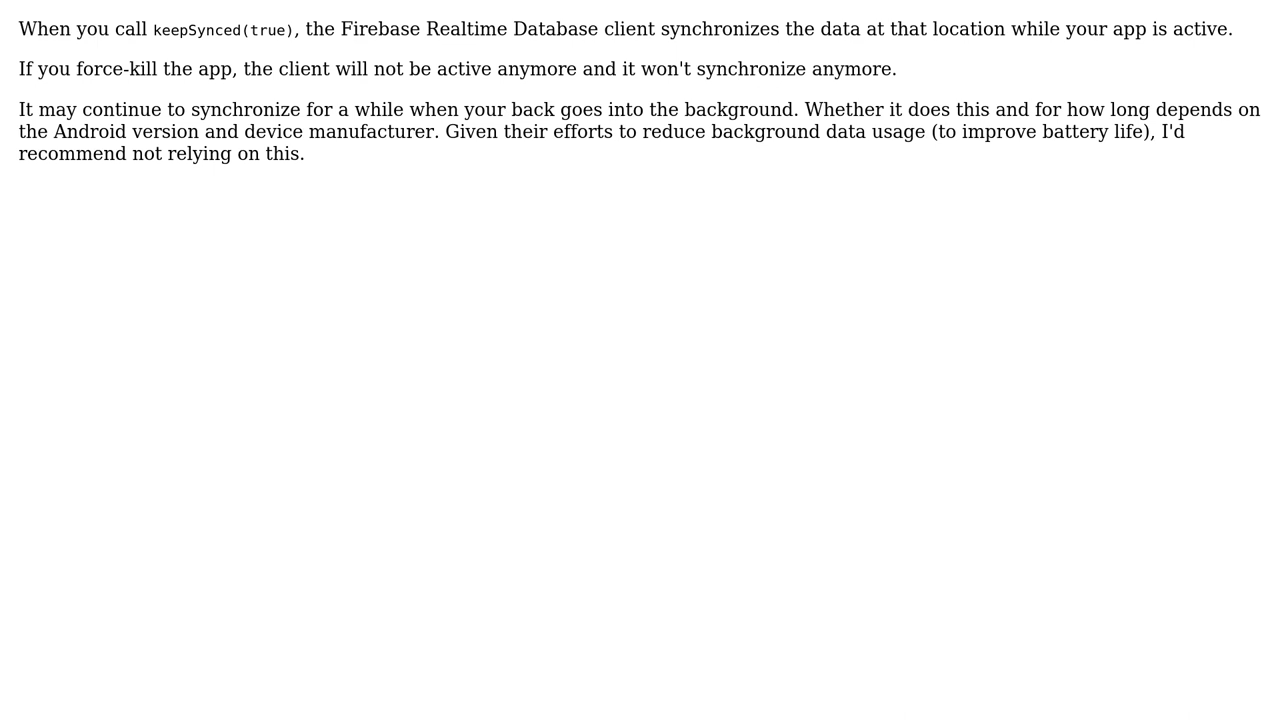 When you call keepSynced(true), the Firebase Realtime Database client synchronizes the data at that location while your app is active.
If you force-kill the app, the client will not be active anymore and it won't synchronize anymore.
It may continue to synchronize for a while when your back goes into the background. Whether it does this and for how long depends on
the Android version and device manufacturer. Given their efforts to reduce background data usage (to improve battery life), I'd
recommend not relying on this.